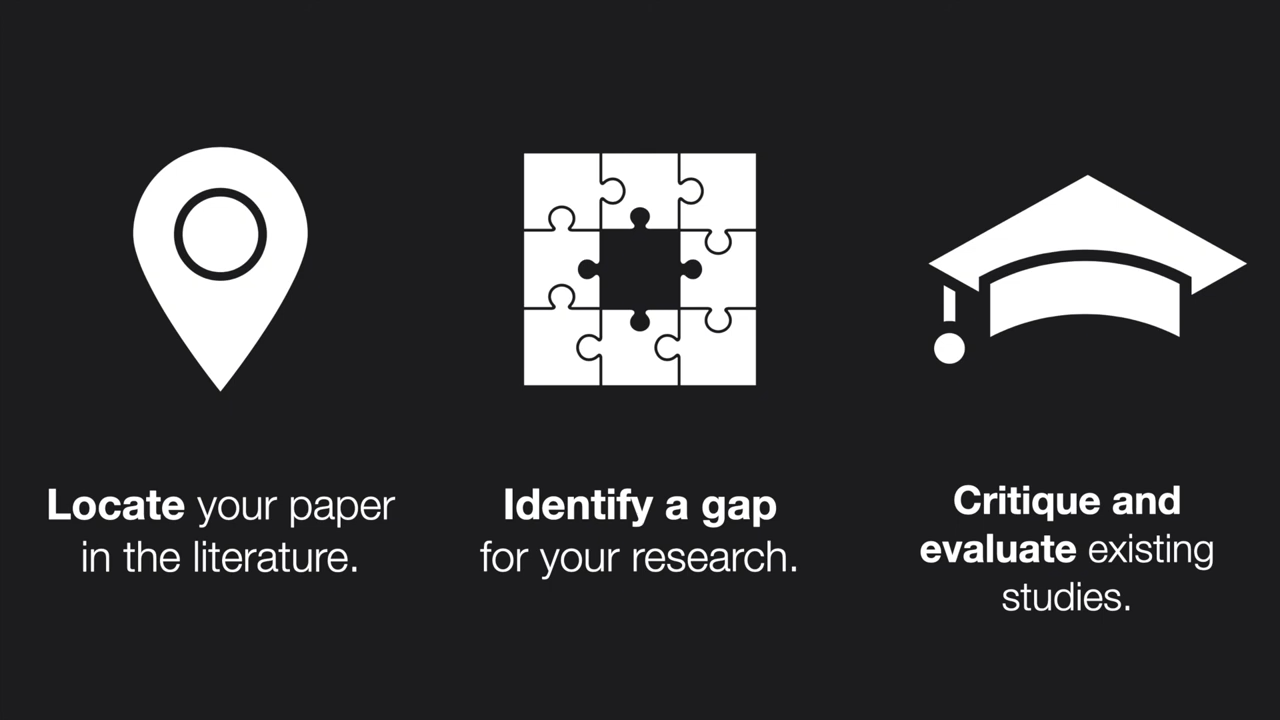 Locate your paper
in the literature.
Identify a gap
for your research.
Critique and
evaluate existing
studies.